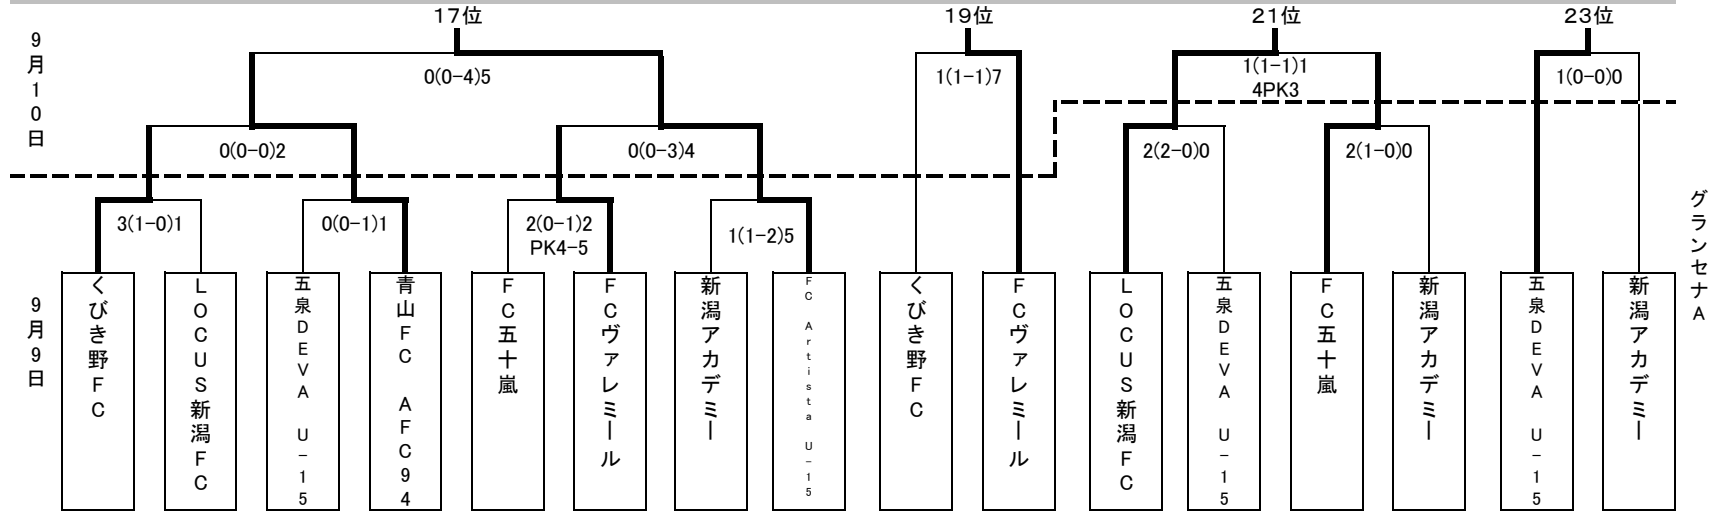 17位
19位
21位
23位
9月10日
0(0-4)5
1(1-1)7
1(1-1)1
4PK3
1(0-0)0
0(0-0)2
0(0-3)4
2(2-0)0
2(1-0)0
3(1-0)1
0(0-1)1
2(0-1)2
PK4-5
1(1-2)5
グランセナA
9月9日
くびき野FC
LOCUS新潟FC
五泉DEVA U-15
青山FC AFC94
FC五十嵐
FCヴァレミール
新潟アカデミー
FC Artista U-15
くびき野FC
FCヴァレミール
LOCUS新潟FC
五泉DEVA U-15
FC五十嵐
新潟アカデミー
五泉DEVA U-15
新潟アカデミー